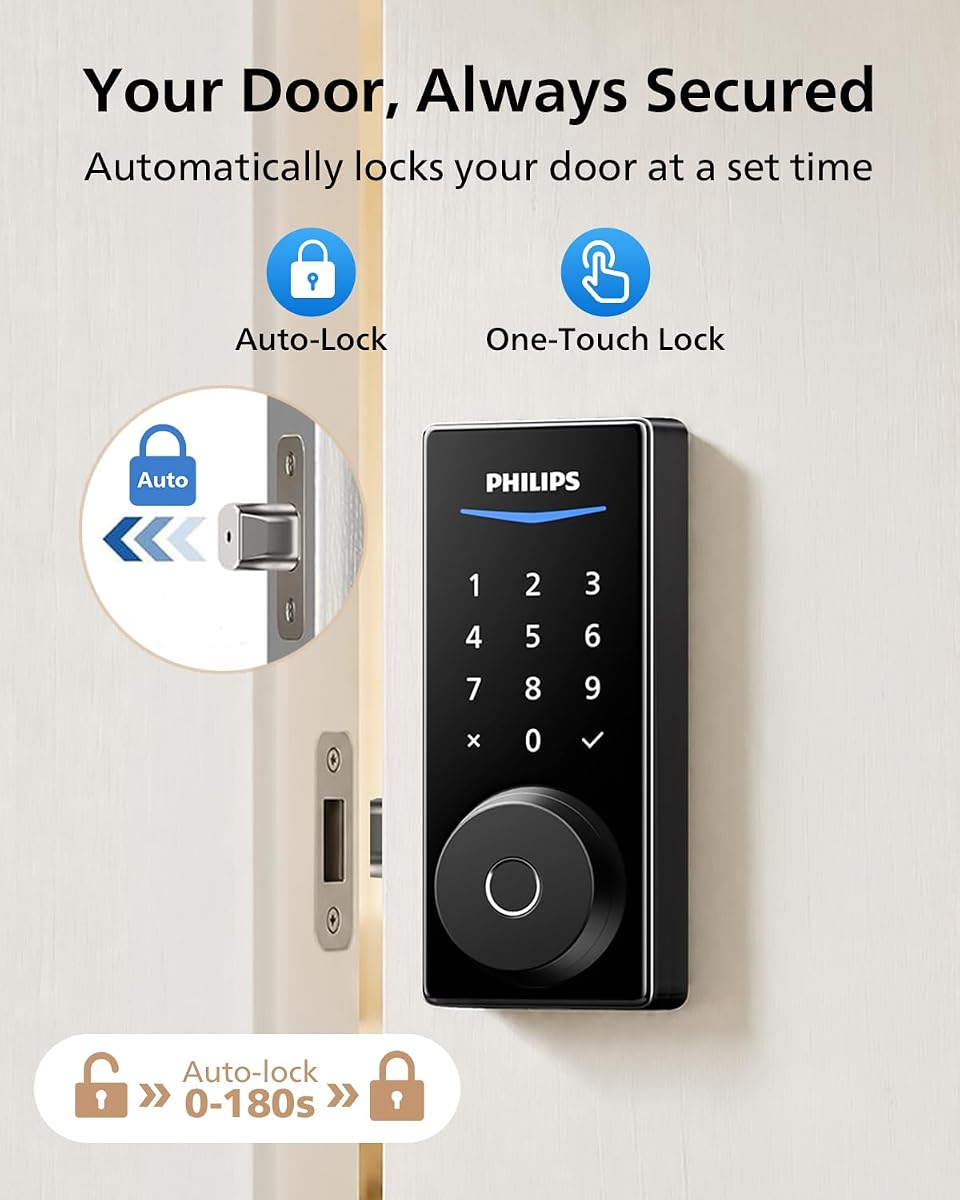 Your Door, Always Secured
Automatically locks your door at a set time
Auto-Lock
One-Touch Lock
Auto
PHILIPS
1 2 3
4 5 6
7 8 9
× 0 ✓
Auto-lock
0-180s